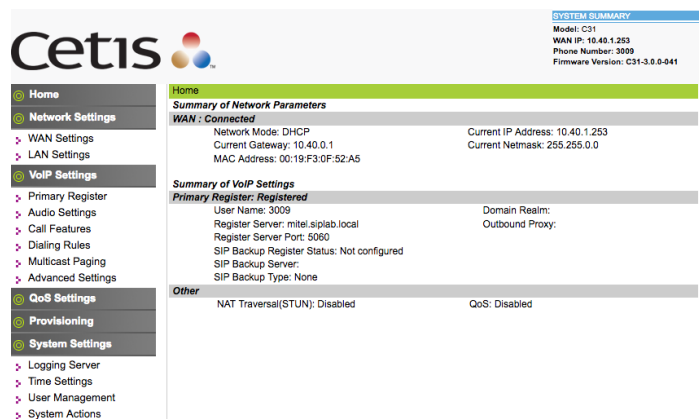 SYSTEM SUMMARY
Model: C31
WAN IP: 10.40.1.253
Phone Number: 3009
Firmware Version: C31-3.0.0-041
Cetis
TM
Home
Network Settings
WAN Settings
LAN Settings
VoIP Settings
Primary Register
Audio Settings
Call Features
Dialing Rules
Multicast Paging
Advanced Settings
QoS Settings
Provisioning
System Settings
Logging Server
Time Settings
User Management
System Actions
Home
Summary of Network Parameters
WAN : Connected
Network Mode: DHCP Current IP Address: 10.40.1.253
Current Gateway: 10.40.0.1 Current Netmask: 255.255.0.0
MAC Address: 00:19:F3:0F:52:A5
Summary of VoIP Settings
Primary Register: Registered
User Name: 3009 Domain Realm:
Register Server: mitel.siplab.local Outbound Proxy:
Register Server Port: 5060
SIP Backup Register Status: Not configured
SIP Backup Server:
SIP Backup Type: None
Other
NAT Traversal(STUN): Disabled QoS: Disabled